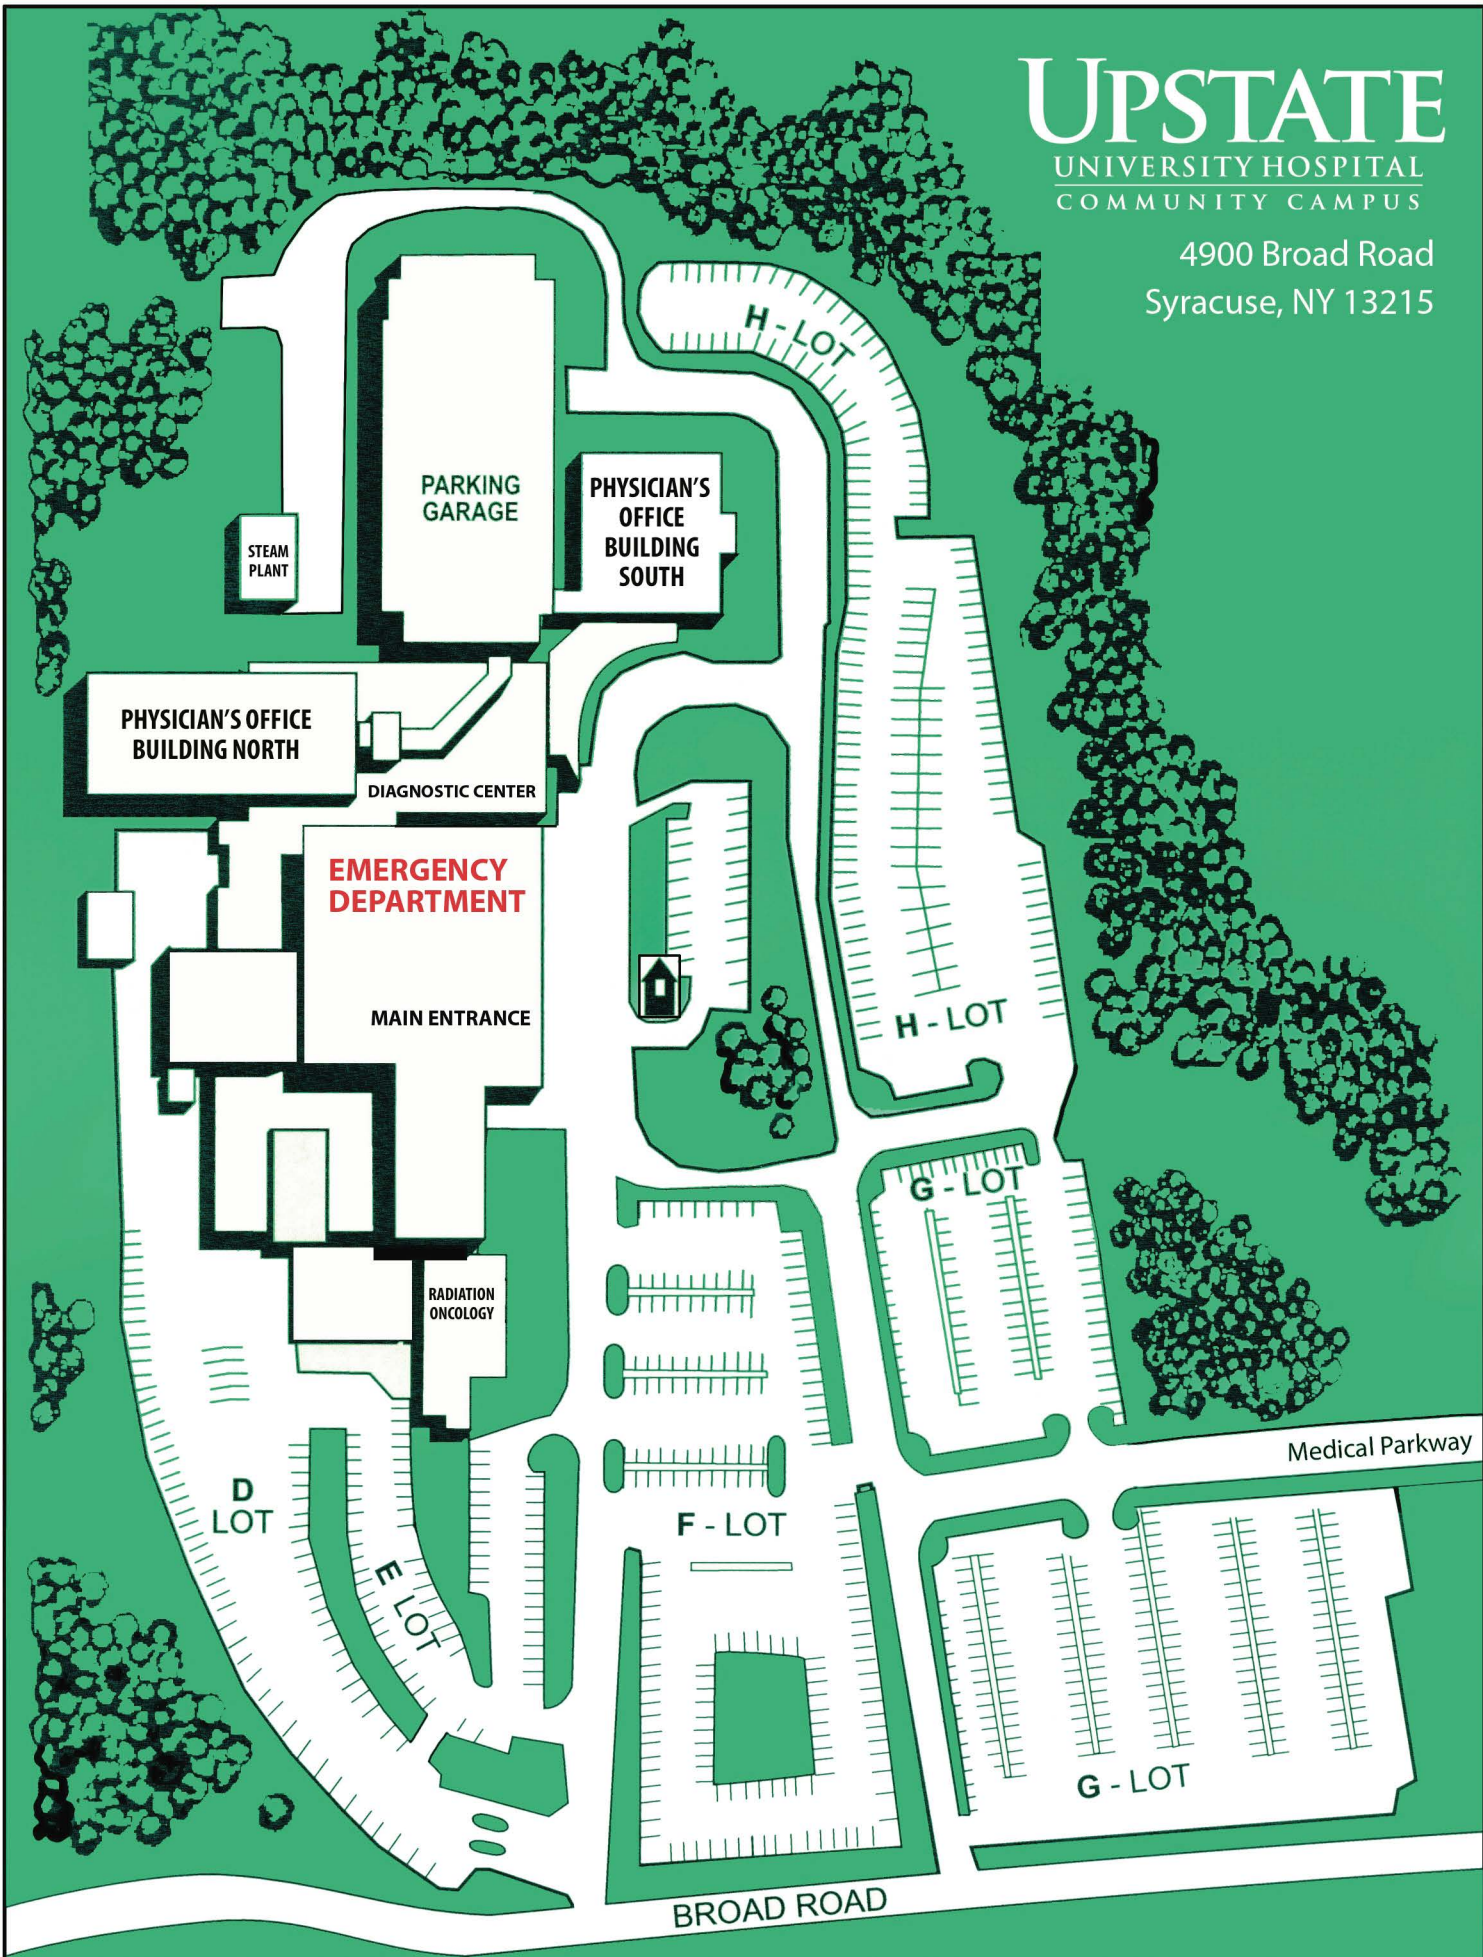 UPSTATE
UNIVERSITY HOSPITAL
COMMUNITY CAMPUS
4900 Broad Road
Syracuse, NY 13215
H - LOT
PARKING
GARAGE
PHYSICIAN'S
OFFICE
BUILDING
SOUTH
STEAM
PLANT
PHYSICIAN'S OFFICE
BUILDING NORTH
DIAGNOSTIC CENTER
EMERGENCY
DEPARTMENT
MAIN ENTRANCE
H - LOT
G - LOT
RADIATION
ONCOLOGY
Medical Parkway
D
LOT
F - LOT
E LOT
G - LOT
BROAD ROAD